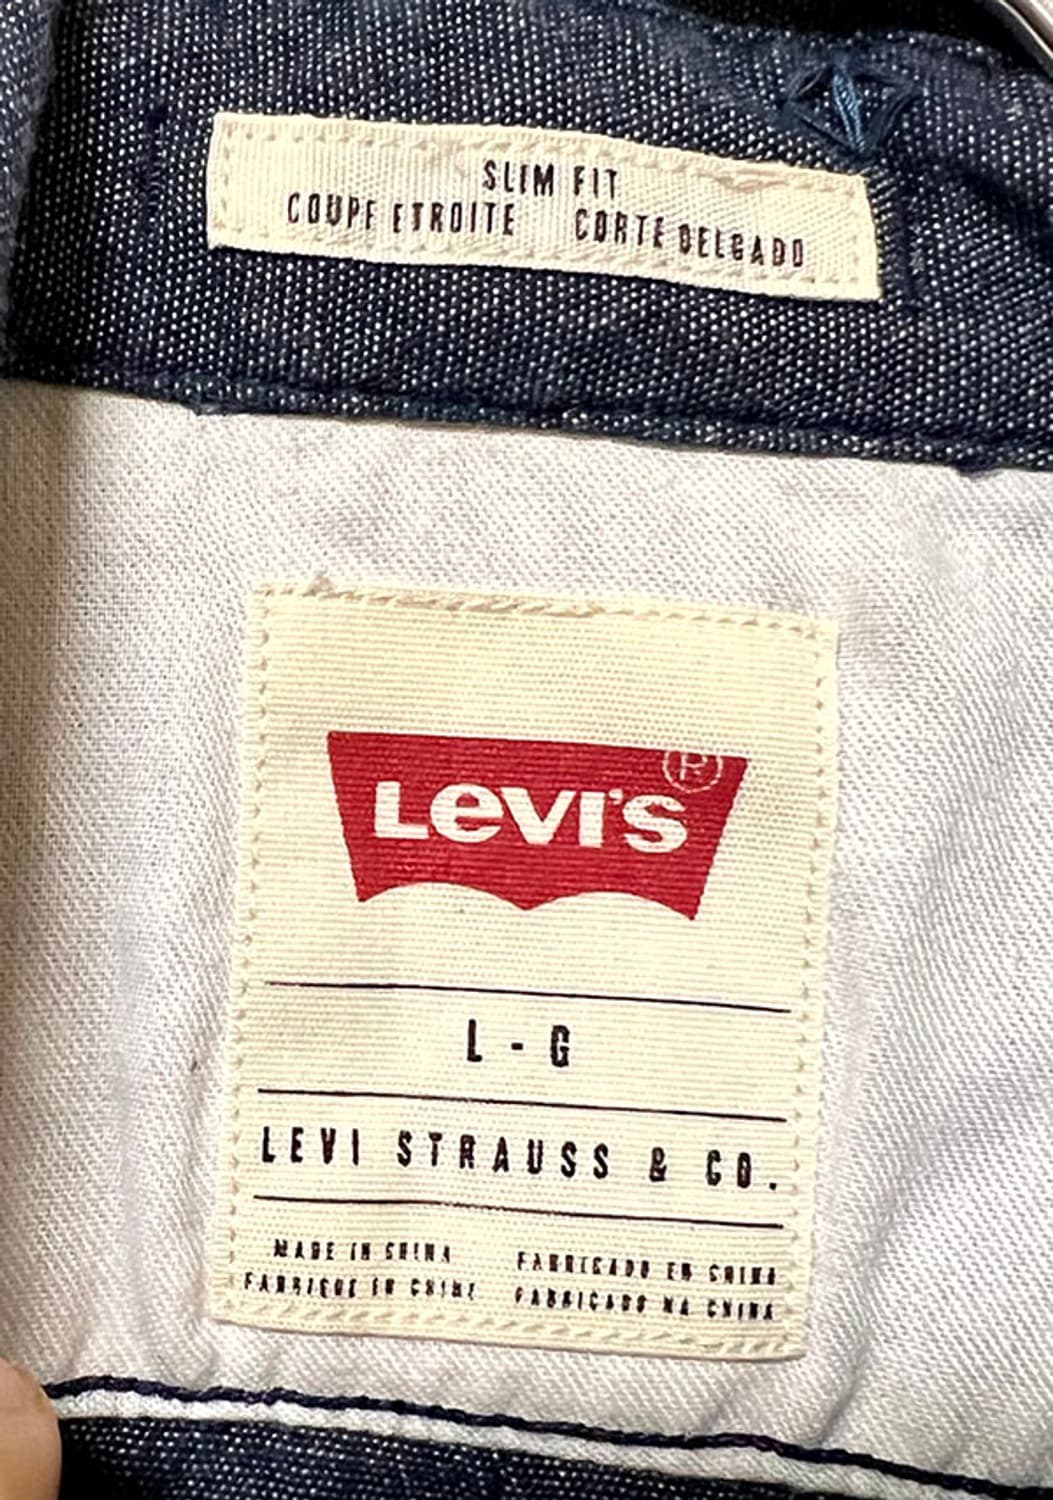 SLIM FIT
COUPE ETROITE CORTE DELGADO
LEVI'S®
L - G
LEVI STRAUSS & CO.
MADE IN CHINA FABRICADO EN CHINA
FABRIQUE EN CHINE FABRICADO NA CHINA